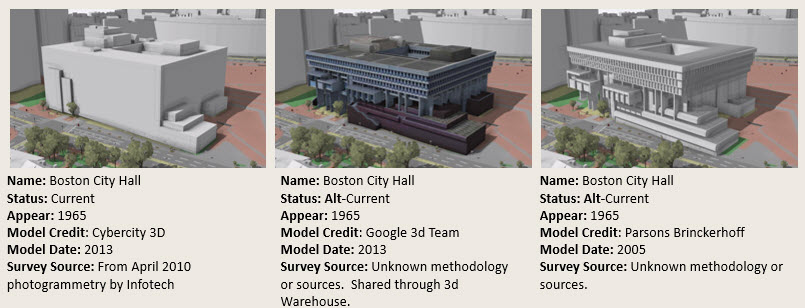 Name: Boston City Hall
Status: Current
Appear: 1965
Model Credit: Cybercity 3D
Model Date: 2013
Survey Source: From April 2010
photogrammetry by Infotech
Name: Boston City Hall
Status: Alt-Current
Appear: 1965
Model Credit: Google 3d Team
Model Date: 2013
Survey Source: Unknown methodology
or sources.  Shared through 3d
Warehouse.
Name: Boston City Hall
Status: Alt-Current
Appear: 1965
Model Credit: Parsons Brinckerhoff
Model Date: 2005
Survey Source: Unknown methodology or
sources.